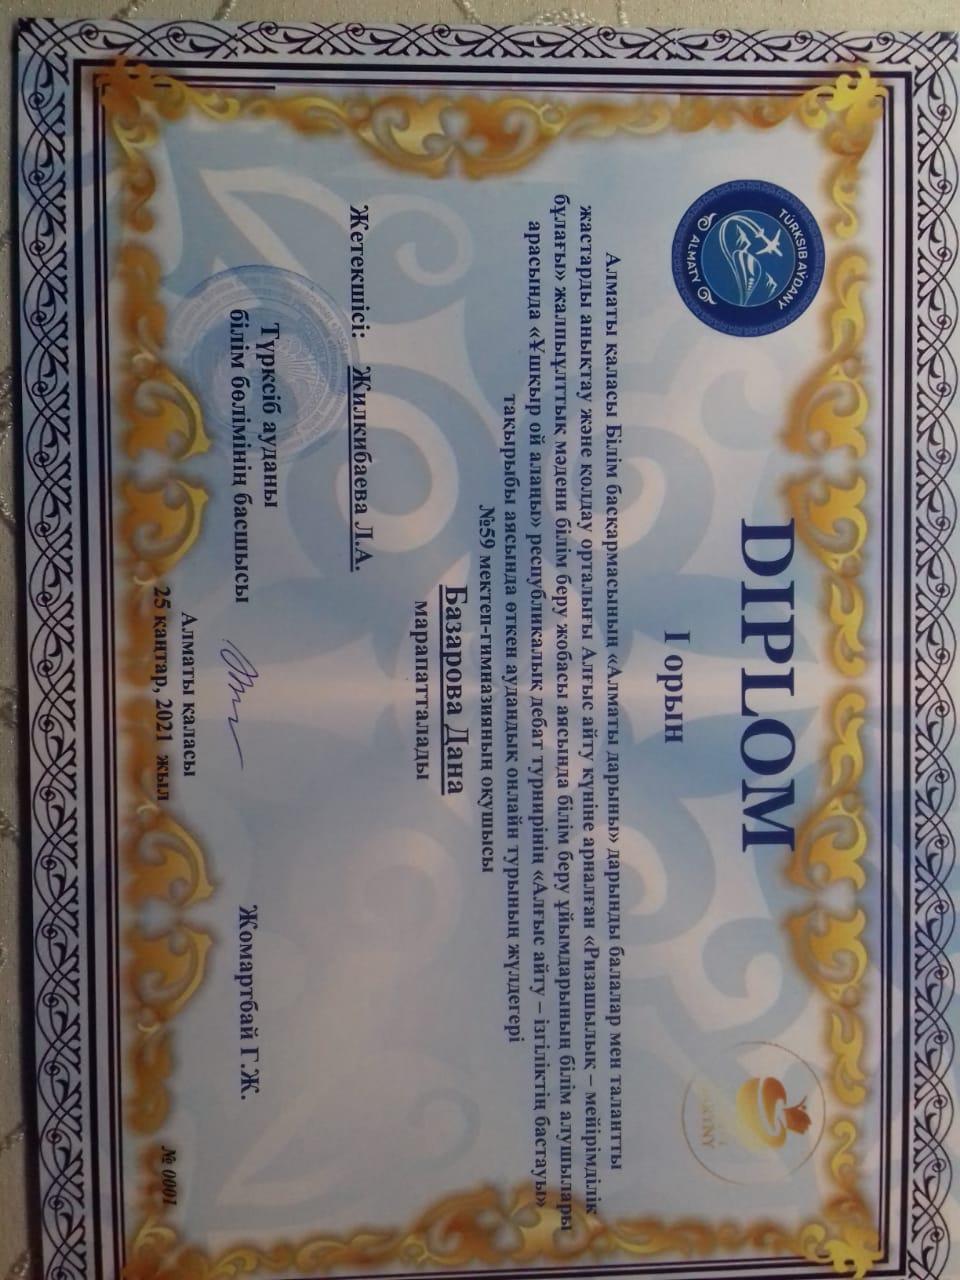 TÚRKSIB AÝDANY
ALMATY
DIPLOM
I орын
Алматы қаласы Білім басқармасының «Алматы дарыны» дарынды балалар мен талантты
жастарды анықтау және қолдау орталығы Алғыс айту күніне арналған «Ризашылық – мейірімділік
бұлағы» жалпыұлттық мәдени білім беру жобасы аясында білім беру ұйымдарының білім алушылары
арасында «Ұшқыр ой алаңы» республикалық дебат турнирінің «Алғыс айту – ізгіліктің бастауы»
тақырыбы аясында өткен аудандық онлайн турының жүлдегері
№59 мектеп-гимназияның оқушысы
Базарова Дана
марапатталады
Жетекшісі: Жилкибаева Л.А.
Түрксіб ауданы
білім бөлімінің басшысы
Жомартбай Г.Ж.
Алматы қаласы
25 қаңтар, 2021 жыл
№ 0001